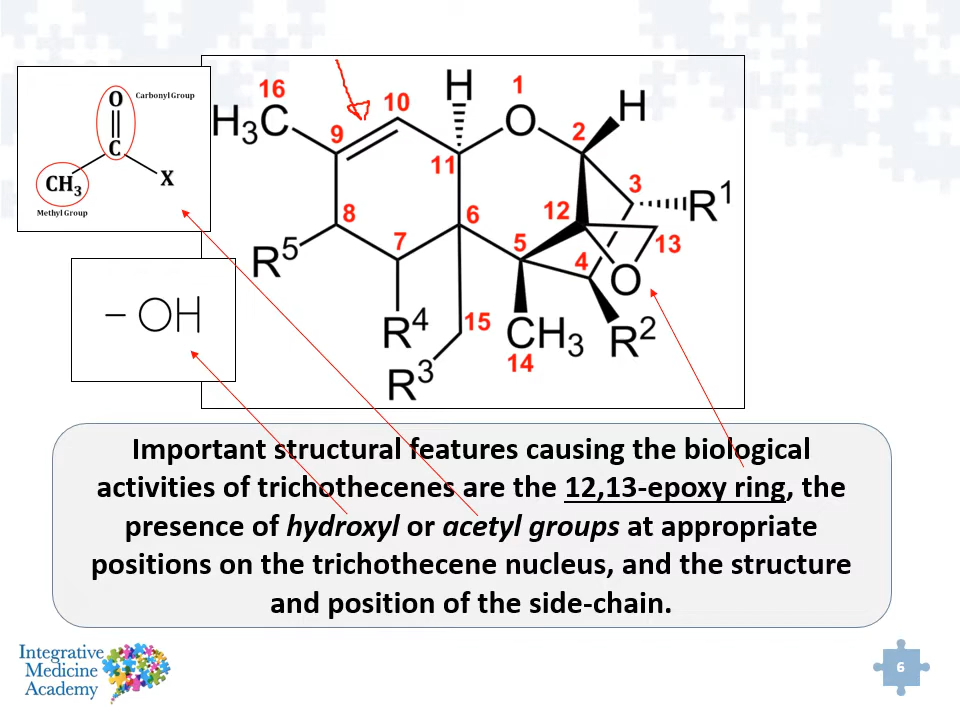 O
Carbonyl Group
C
CH3
X
Methyl Group
– OH
16
H3C
9
10
H
1
O
2
H
11
3
R1
8
6
12
13
R5
7
5
4
O
R4
15
CH3
R2
R3
14
Important structural features causing the biological
activities of trichothecenes are the 12,13-epoxy ring, the
presence of hydroxyl or acetyl groups at appropriate
positions on the trichothecene nucleus, and the structure
and position of the side-chain.
Integrative
Medicine
Academy
6